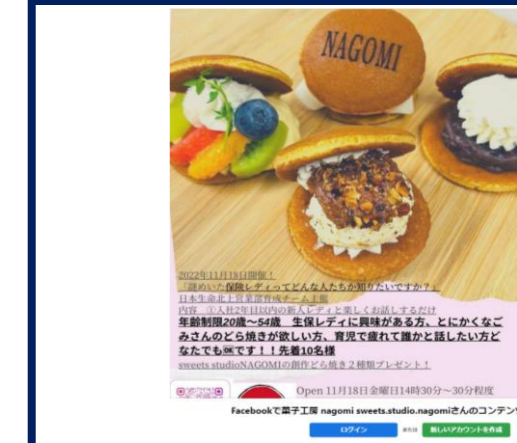 NAGOMI
2022年11月18日開催！
「謎めいた保険レディってどんな人たちか知りたいですか？」
日本生命北上営業部育成チーム主催
内容　①入社2年目以内の新人レディと楽しくお話しするだけ
年齢制限20歳〜54歳　生保レディに興味がある方、とにかくなご
みさんのどら焼きが欲しい方、育児で疲れて誰かと話したい方ど
なたでも🆗です！！先着10名様
sweets studioNAGOMIの創作どら焼き２種類プレゼント！
Open 11月18日金曜日14時30分〜30分程度
Facebookで菓子工房 nagomi sweets.studio.nagomiさんのコンテンツ
ログイン または 新しいアカウントを作成